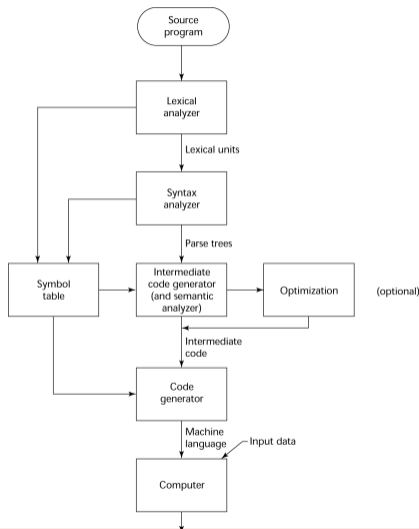 Source
program
Lexical
analyzer
Lexical units
Syntax
analyzer
Parse trees
Symbol
table
Intermediate
code generator
(and semantic
analyzer)
Optimization
(optional)
Intermediate
code
Code
generator
Machine
language
Input data
Computer